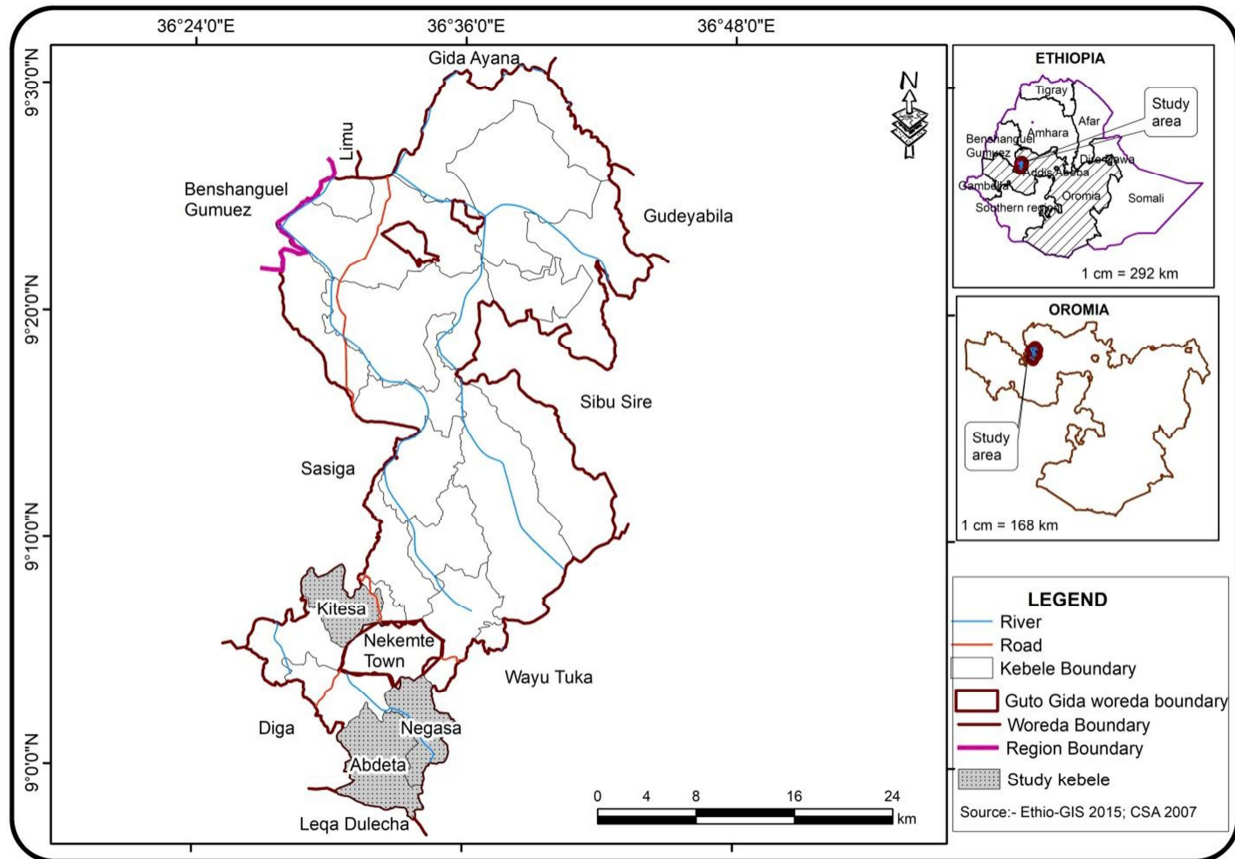 36°24'0"E
36°36'0"E
36°48'0"E
9°30'0"N
9°20'0"N
9°10'0"N
9°0'0"N
Gida Ayana
Limu
Benshanguel
Gumuez
Gudeyabila
Sibu Sire
Sasiga
Kitesa
Nekemte
Town
Wayu Tuka
Diga
Negasa
Abdeta
Leqa Dulecha
N
0 4 8 16 24
km
ETHIOPIA
Tigray
Study
area
Afar
Amhara
Benshanguel
Gumuez
Diredawa
Addis Ababa
Gambella
Oromia
Somali
Southern region
1 cm = 292 km
OROMIA
Study
area
1 cm = 168 km
LEGEND
River
Road
Kebele Boundary
Guto Gida woreda boundary
Woreda Boundary
Region Boundary
Study kebele
Source:- Ethio-GIS 2015; CSA 2007